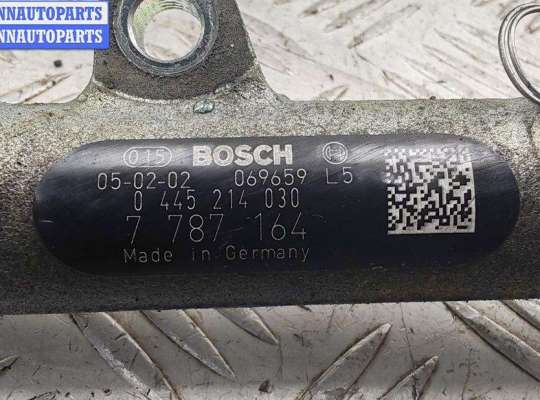 NNAUTOPARTS
NNAUTOPARTS
015 BOSCH
05-02-02 069659 L5
0 445 214 030
7 787 164
Made in Germany